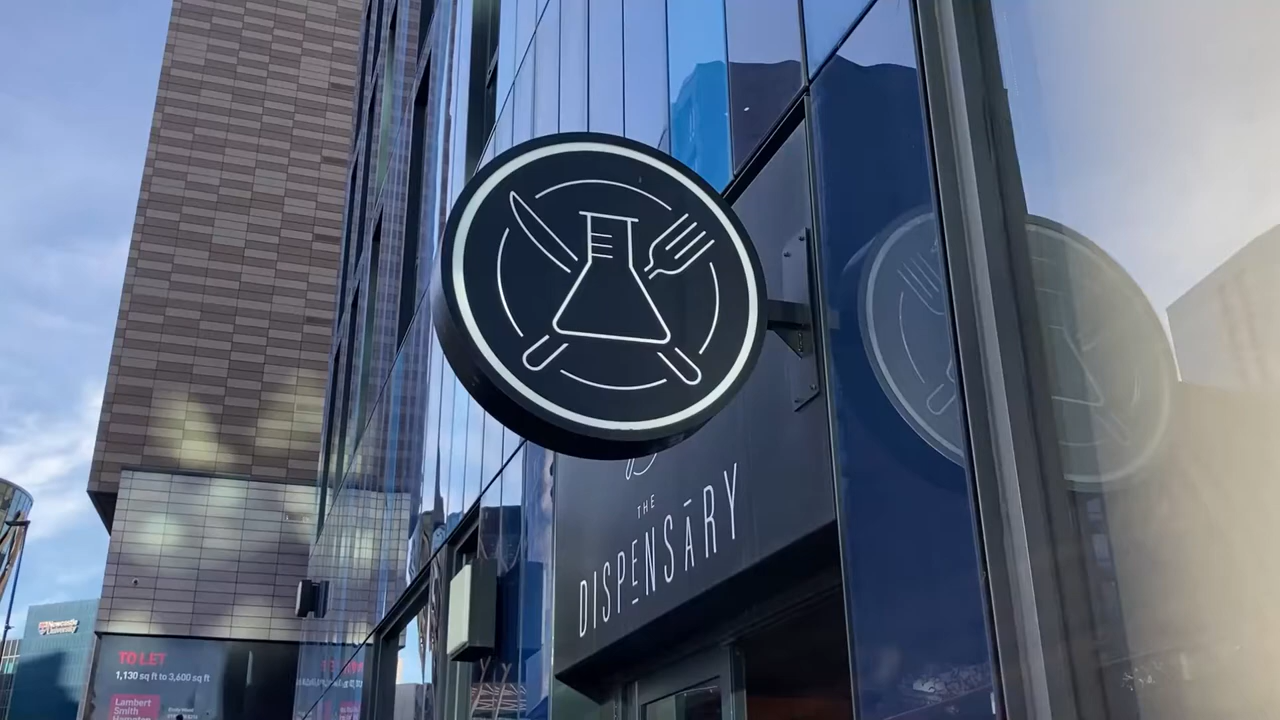 THE
DISPENSARY
Newcastle
University
TO LET
1,130 sq ft to 3,600 sq ft
Lambert
Smith
Hampton